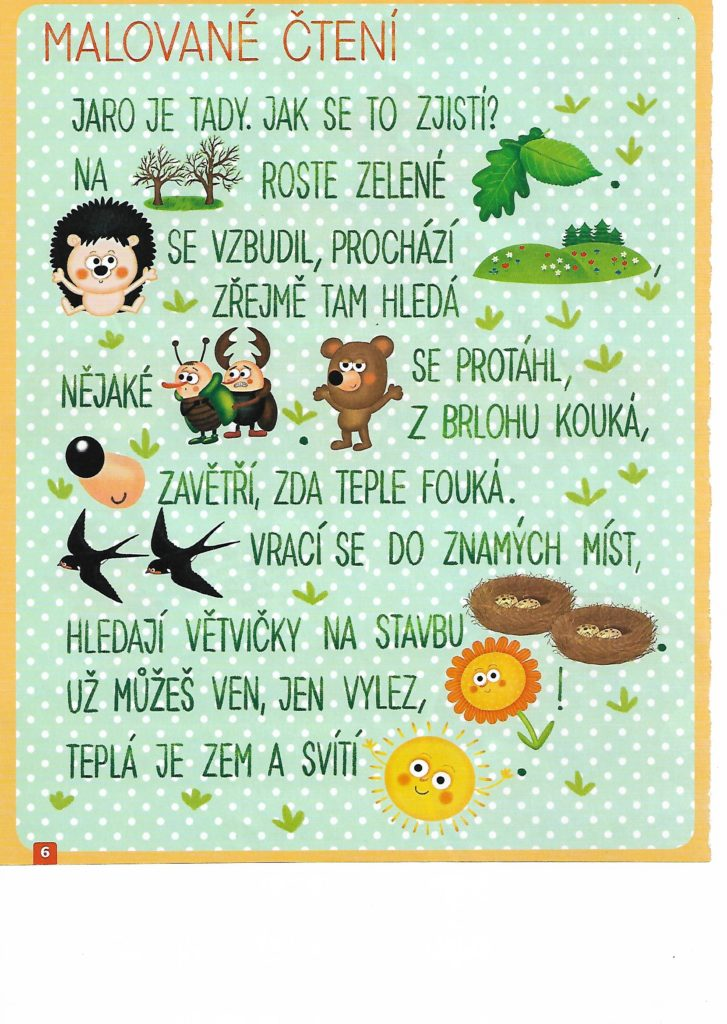 MALOVANÉ ČTENÍ
JARO JE TADY. JAK SE TO ZJISTÍ?
NA ROSTE ZELENÉ .
SE VZBUDIL, PROCHÁZÍ ,
ZŘEJMĚ TAM HLEDÁ
NĚJAKÉ . SE PROTÁHL,
Z BRLOHU KOUKÁ,
ZAVĚTŘÍ, ZDA TEPLE FOUKÁ.
VRACÍ SE DO ZNAMÝCH MÍST,
HLEDAJÍ VĚTVIČKY NA STAVBU .
UŽ MŮŽEŠ VEN, JEN VYLEZ, !
TEPLÁ JE ZEM A SVÍTÍ .
6